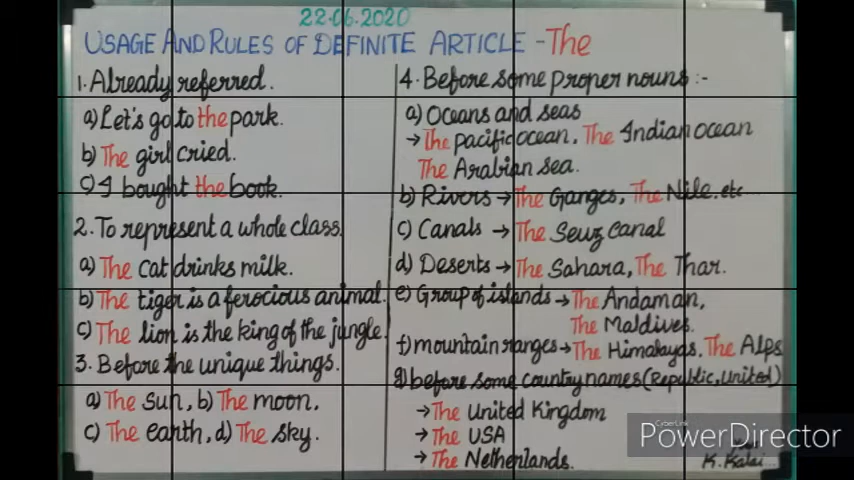 22.06.2020
USAGE AND RULES OF DEFINITE ARTICLE - The
1. Already referred.
a) Let's go to the park.
b) The girl cried.
c) I bought the book.
2. To represent a whole class.
a) The cat drinks milk.
b) The tiger is a ferocious animal.
c) The lion is the king of the jungle.
3. Before the unique things.
a) The sun, b) The moon,
c) The earth, d) The sky.
4. Before some proper nouns :-
a) Oceans and seas
→ The pacific ocean, The Indian ocean
The Arabian sea.
b) Rivers → The Ganges, The Nile. etc...
c) Canals → The Seuz canal
d) Deserts → The Sahara, The Thar.
e) Group of islands → The Andaman,
The Maldives.
f) mountain ranges → The Himalayas, The Alps
g) before some country names (Republic, United)
→ The United Kingdom
→ The USA
→ The Netherlands.
K. Kalai...
CyberLink
PowerDirector